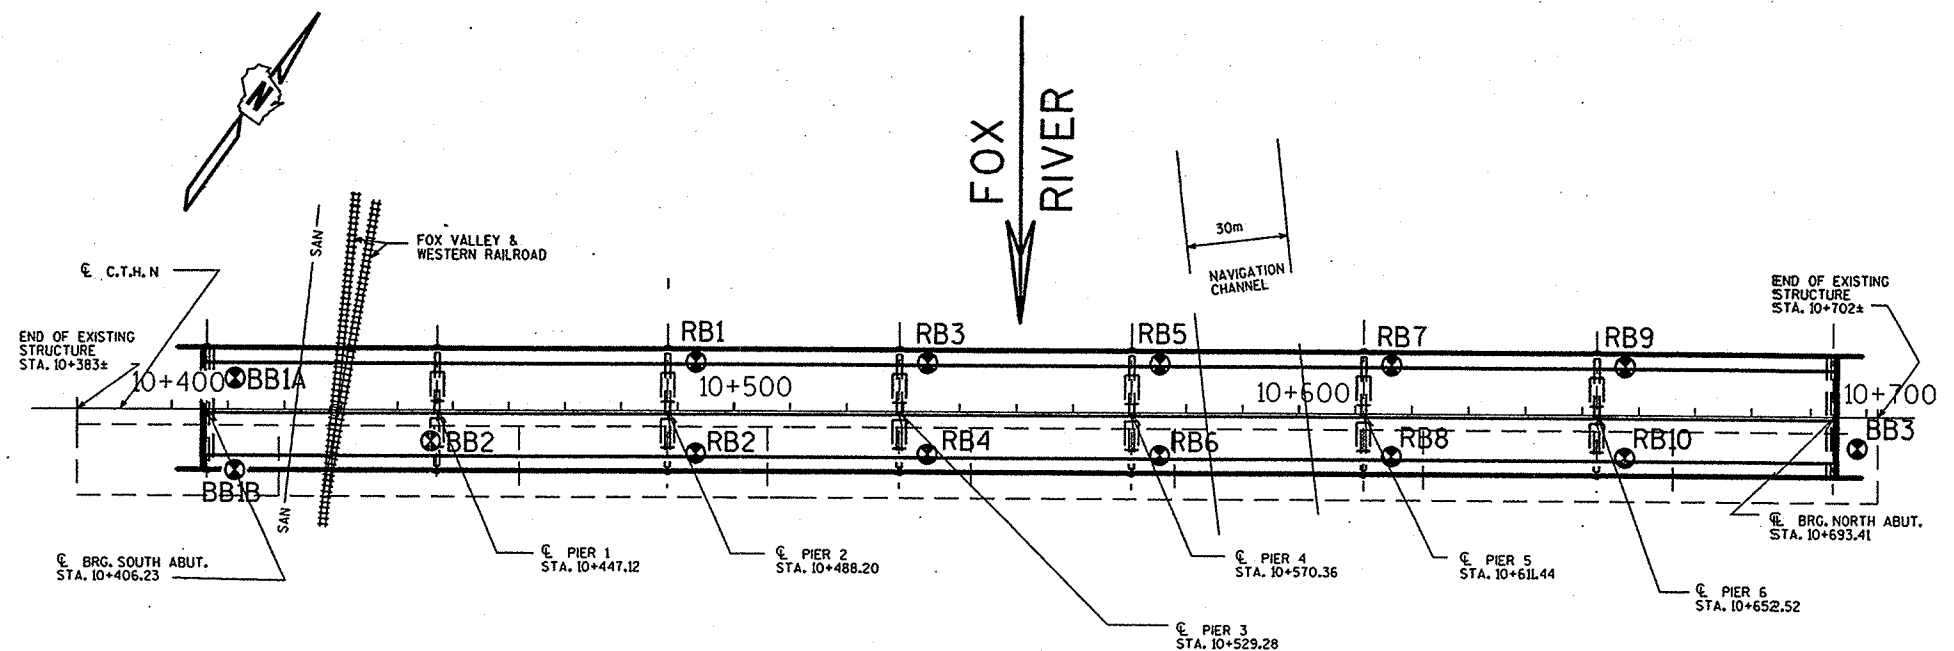 N
FOX
RIVER
30m
NAVIGATION
CHANNEL
SAN
FOX VALLEY &
WESTERN RAILROAD
℄ C.T.H. N
END OF EXISTING
STRUCTURE
STA. 10+383±
END OF EXISTING
STRUCTURE
STA. 10+702±
RB1
RB3
RB5
RB7
RB9
10+400
BB1A
10+500
10+600
10+700
BB2
RB2
RB4
RB6
RB8
RB10
BB3
BB1B
SAN
℄ BRG. SOUTH ABUT.
STA. 10+406.23
℄ PIER 1
STA. 10+447.12
℄ PIER 2
STA. 10+488.20
℄ PIER 3
STA. 10+529.28
℄ PIER 4
STA. 10+570.36
℄ PIER 5
STA. 10+611.44
℄ PIER 6
STA. 10+652.52
℄ BRG. NORTH ABUT.
STA. 10+693.41